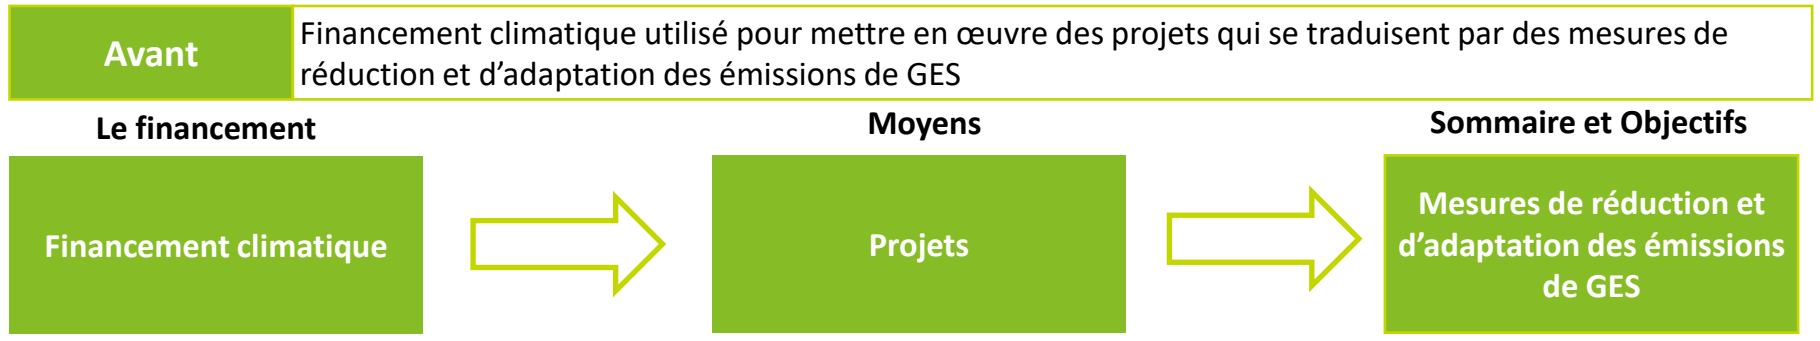 Avant
Financement climatique utilisé pour mettre en œuvre des projets qui se traduisent par des mesures de
réduction et d’adaptation des émissions de GES
Le financement
Moyens
Sommaire et Objectifs
Financement climatique
Projets
Mesures de réduction et
d’adaptation des émissions
de GES